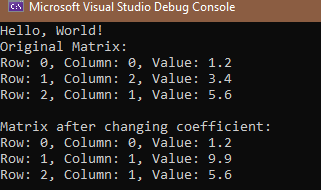 Microsoft Visual Studio Debug Console
Hello, World!
Original Matrix:
Row: 0, Column: 0, Value: 1.2
Row: 1, Column: 2, Value: 3.4
Row: 2, Column: 1, Value: 5.6

Matrix after changing coefficient:
Row: 0, Column: 0, Value: 1.2
Row: 1, Column: 1, Value: 9.9
Row: 2, Column: 1, Value: 5.6